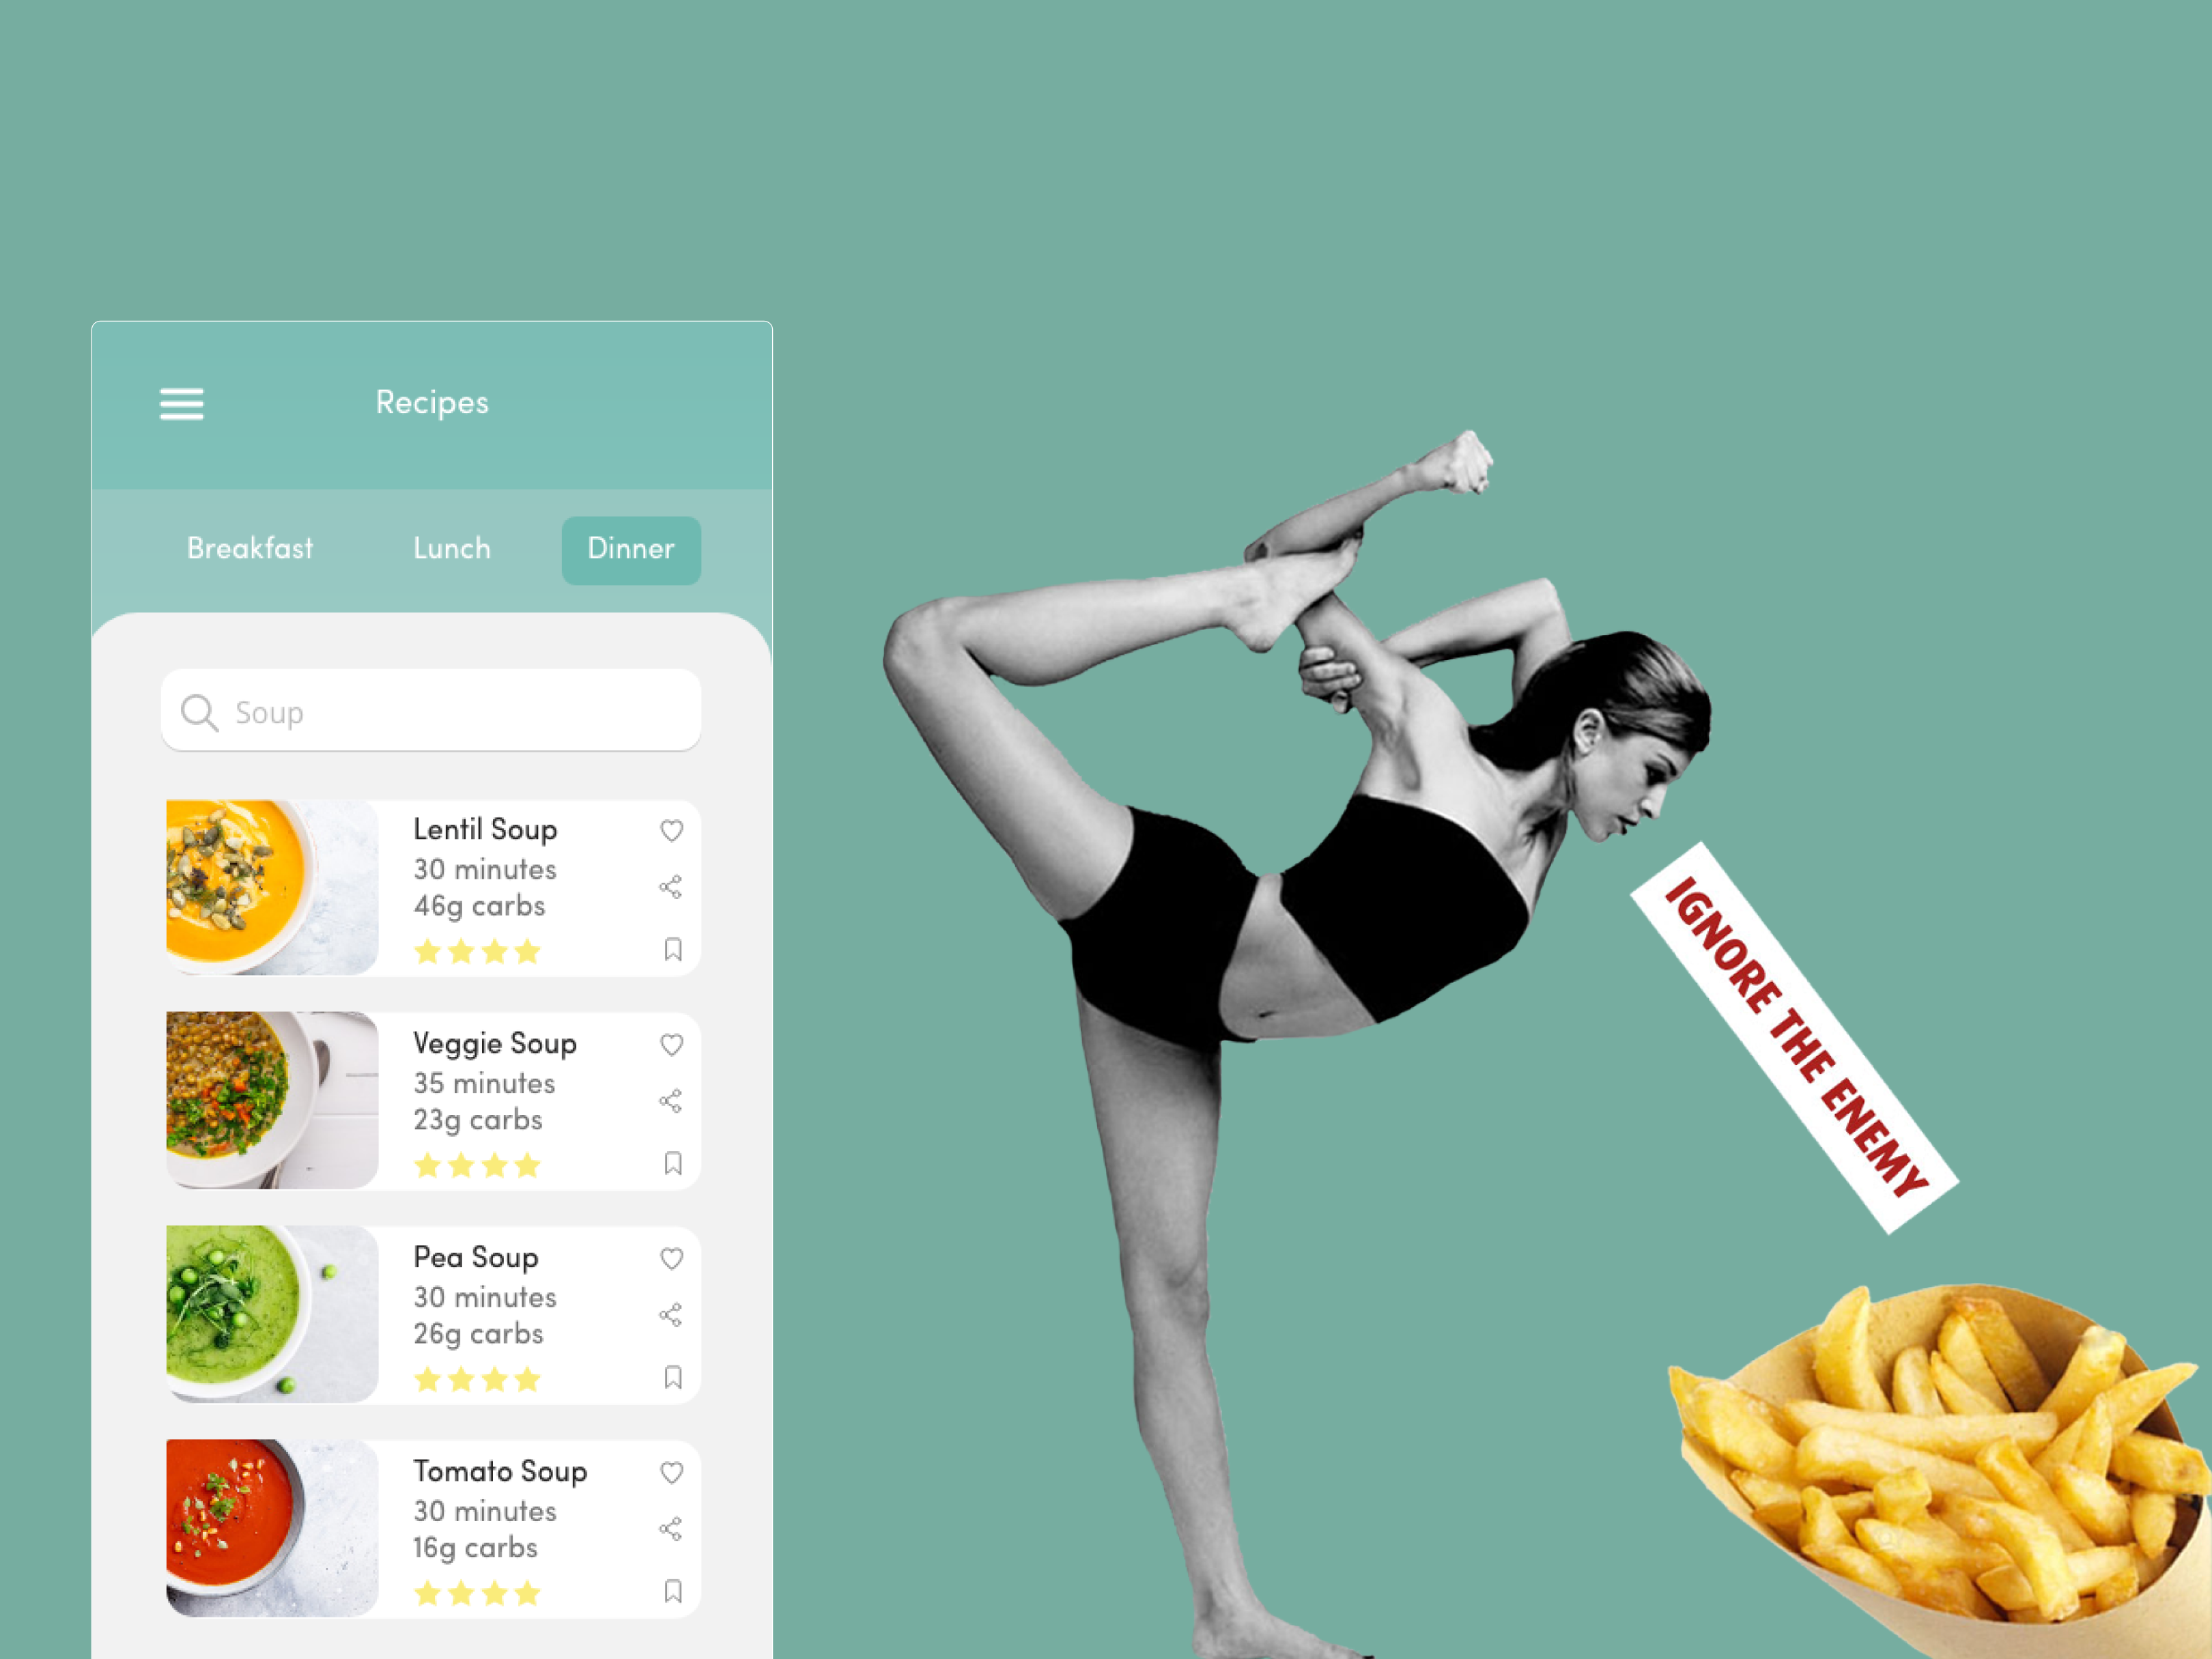 Recipes
Breakfast Lunch Dinner
Soup
Lentil Soup
30 minutes
46g carbs
Veggie Soup
35 minutes
23g carbs
Pea Soup
30 minutes
26g carbs
Tomato Soup
30 minutes
16g carbs
IGNORE THE ENEMY